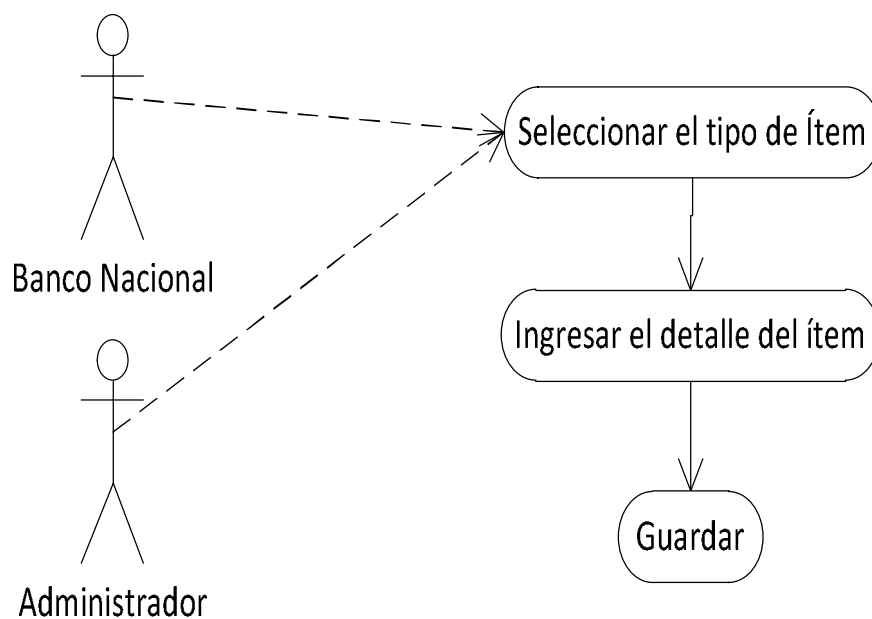 Seleccionar el tipo de Ítem
Banco Nacional
Ingresar el detalle del ítem
Guardar
Administrador